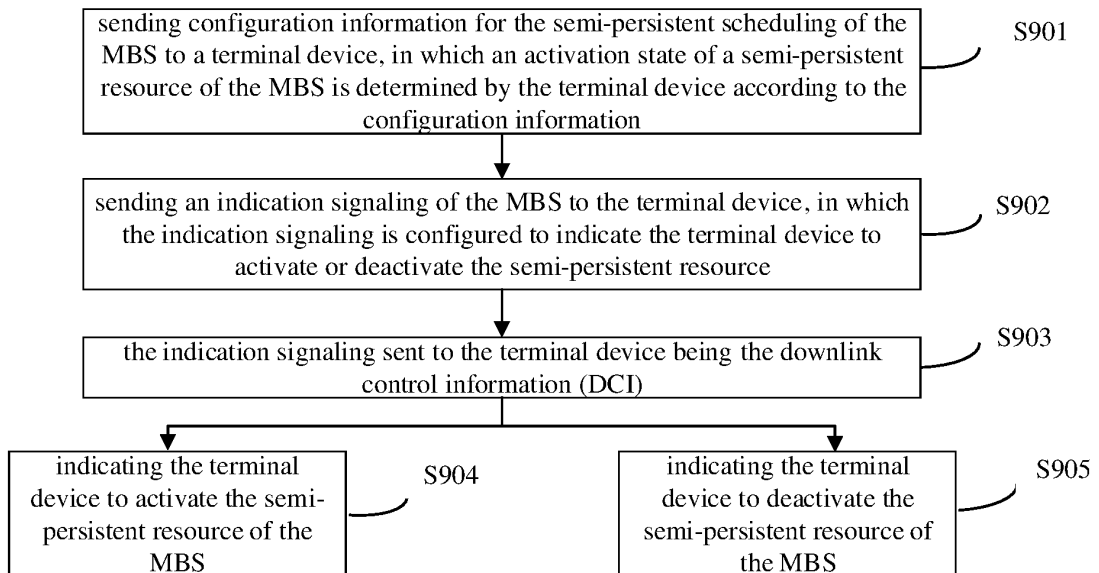 sending configuration information for the semi-persistent scheduling of the
MBS to a terminal device, in which an activation state of a semi-persistent
resource of the MBS is determined by the terminal device according to the
configuration information
S901
sending an indication signaling of the MBS to the terminal device, in which
the indication signaling is configured to indicate the terminal device to
activate or deactivate the semi-persistent resource
S902
the indication signaling sent to the terminal device being the downlink
control information (DCI)
S903
indicating the terminal
device to activate the semi-
persistent resource of the
MBS
S904
indicating the terminal
device to deactivate the
semi-persistent resource of
the MBS
S905